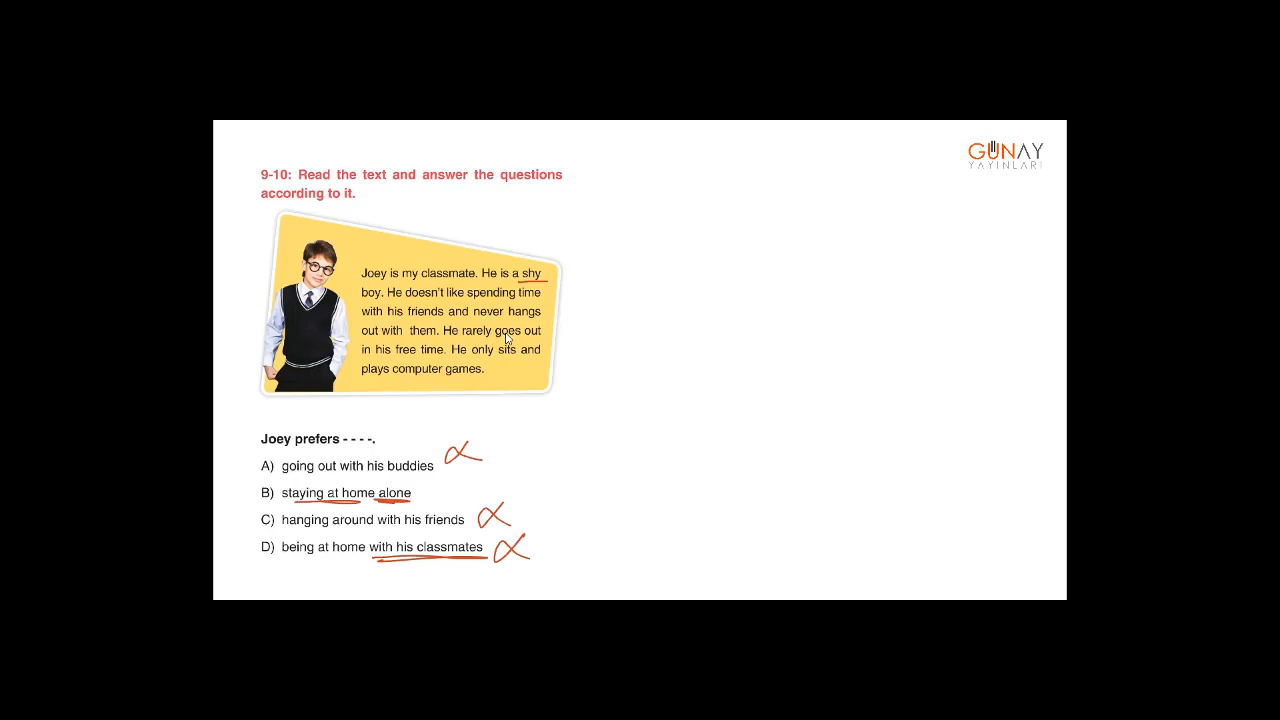 GÜNAY
YAYINLARI
9-10: Read the text and answer the questions
according to it.
Joey is my classmate. He is a shy
boy. He doesn't like spending time
with his friends and never hangs
out with them. He rarely goes out
in his free time. He only sits and
plays computer games.
Joey prefers - - - -.
A) going out with his buddies
B) staying at home alone
C) hanging around with his friends
D) being at home with his classmates